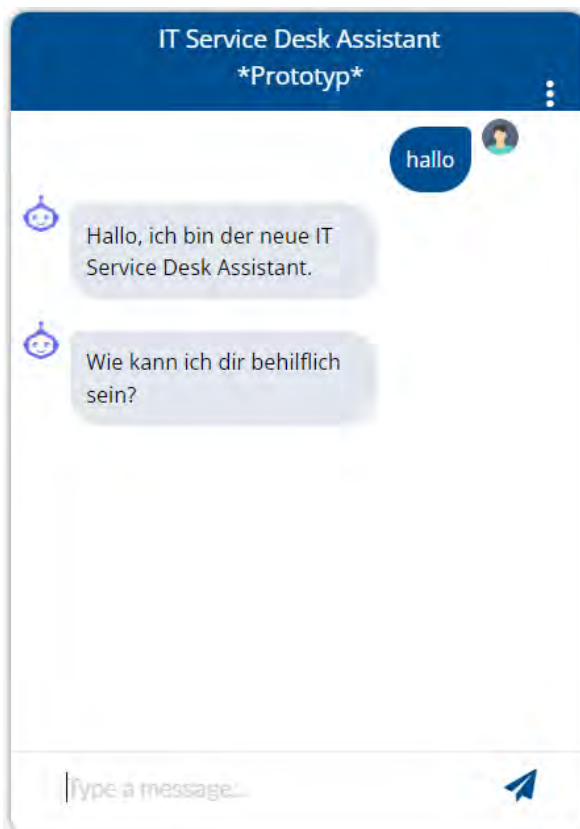 IT Service Desk Assistant
*Prototyp*
hallo
Hallo, ich bin der neue IT
Service Desk Assistant.
Wie kann ich dir behilflich
sein?
Type a message...